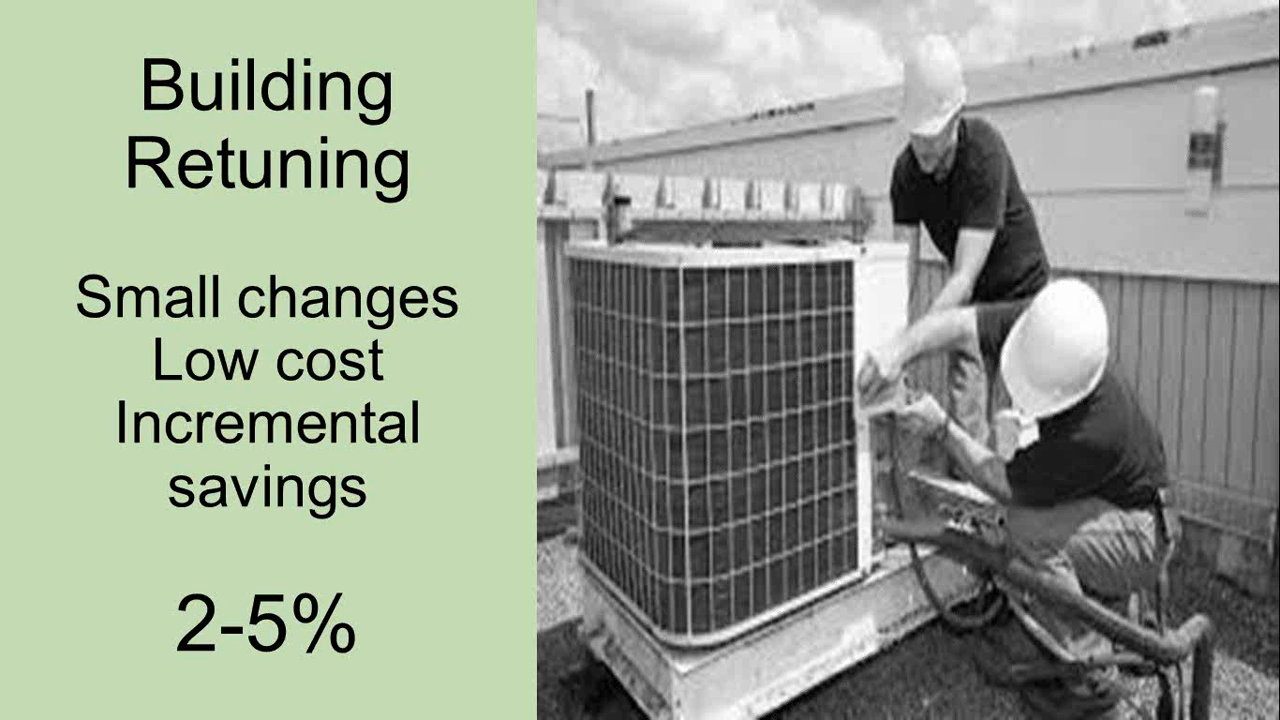 Building
Retuning
Small changes
Low cost
Incremental
savings
2-5%